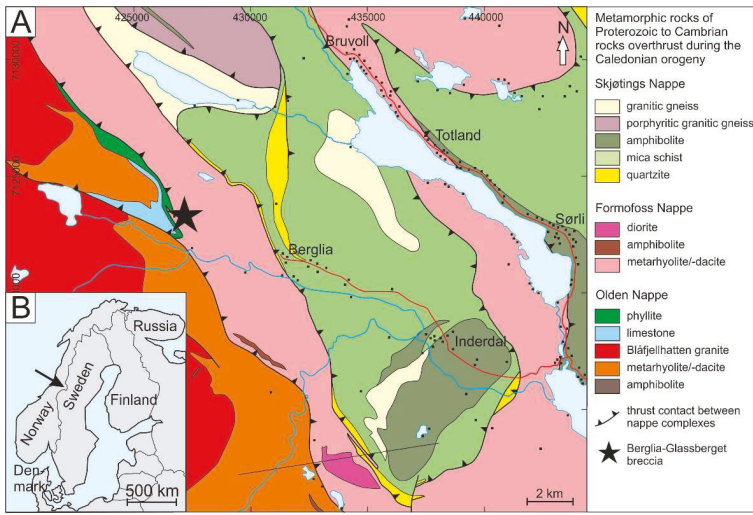 A
425000
430000
435000
440000
7130000
7125000
Bruvoll
N
Totland
Sørli
Berglia
Inderdal
2 km
B
Russia
Finland
Sweden
Norway
Den
mark
500 km
Metamorphic rocks of
Proterozoic to Cambrian
rocks overthrust during the
Caledonian orogeny
Skjøtings Nappe
granitic gneiss
porphyritic granitic gneiss
amphibolite
mica schist
quartzite
Formofoss Nappe
diorite
amphibolite
metarhyolite/-dacite
Olden Nappe
phyllite
limestone
Blåfjellhatten granite
metarhyolite/-dacite
amphibolite
thrust contact between
nappe complexes
Berglia-Glassberget
breccia